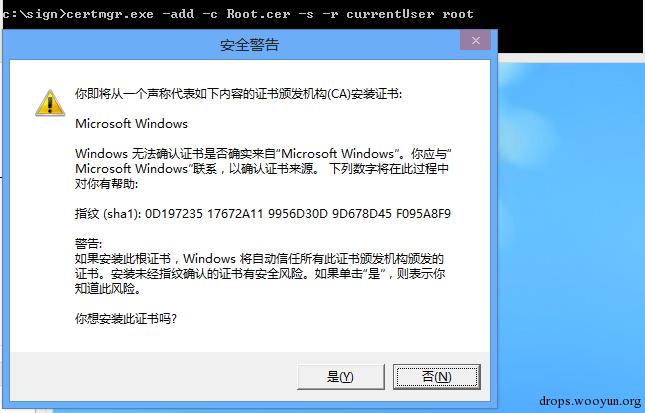 c:\sign>certmgr.exe -add -c Root.cer -s -r currentUser root
安全警告
你即将从一个声称代表如下内容的证书颁发机构(CA)安装证书:
Microsoft Windows
Windows 无法确认证书是否确实来自“Microsoft Windows”。你应与“
Microsoft Windows”联系，以确认证书来源。 下列数字将在此过程中
对你有帮助:
指纹 (sha1): 0D197235 17672A11 9956D30D 9D678D45 F095A8F9
警告:
如果安装此根证书，Windows 将自动信任所有此证书颁发机构颁发的
证书。安装未经指纹确认的证书有安全风险。如果单击“是”，则表示你
知道此风险。
你想安装此证书吗?
是(Y)
否(N)
drops.wooyun.org